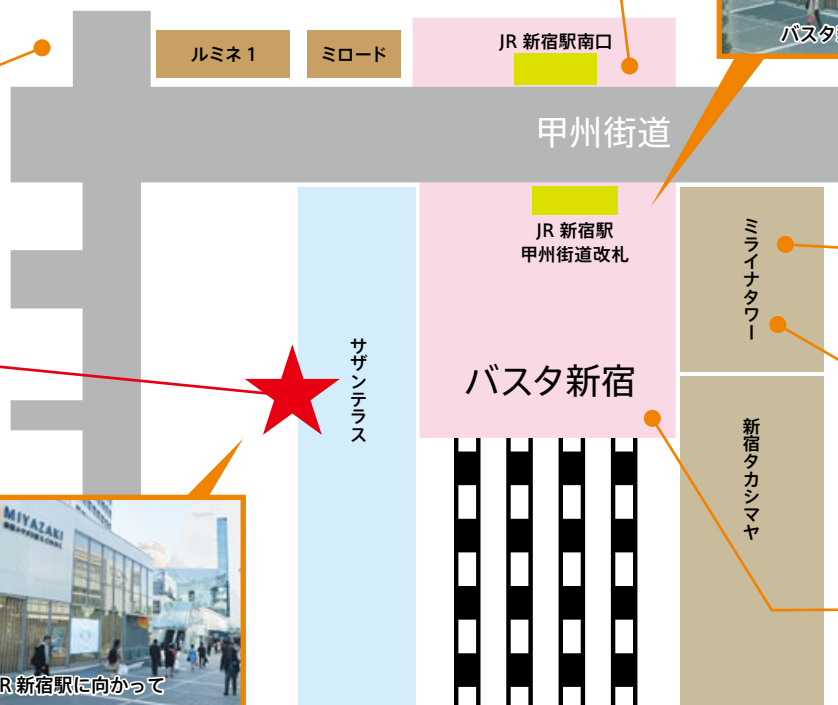 ルミネ 1
ミロード
JR 新宿駅南口
バスタ
甲州街道
JR 新宿駅
甲州街道改札
ミライナタワー
サザンテラス
バスタ新宿
新宿タカシマヤ
MIYAZAKI
R 新宿駅に向かって